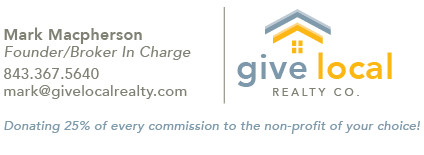 Mark Macpherson
Founder/Broker In Charge
843.367.5640
mark@givelocalrealty.com
give local
REALTY CO.
Donating 25% of every commission to the non-profit of your choice!